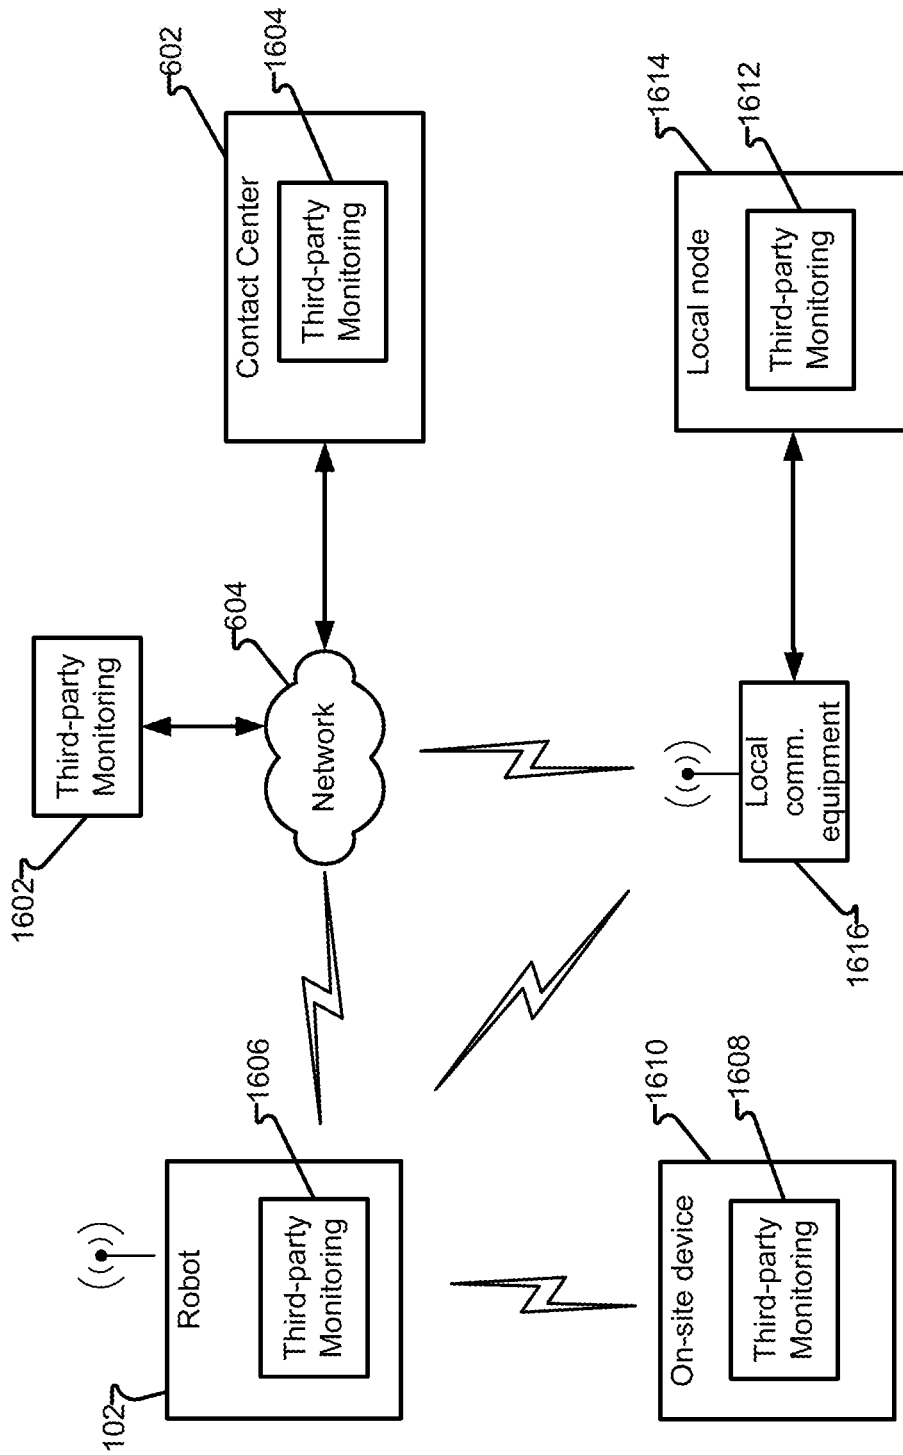 102
Robot
1606
Third-party
Monitoring
1602
Third-party
Monitoring
604
Network
602
Contact Center
1604
Third-party
Monitoring
1610
On-site device
1608
Third-party
Monitoring
1616
Local
comm.
equipment
1614
Local node
1612
Third-party
Monitoring